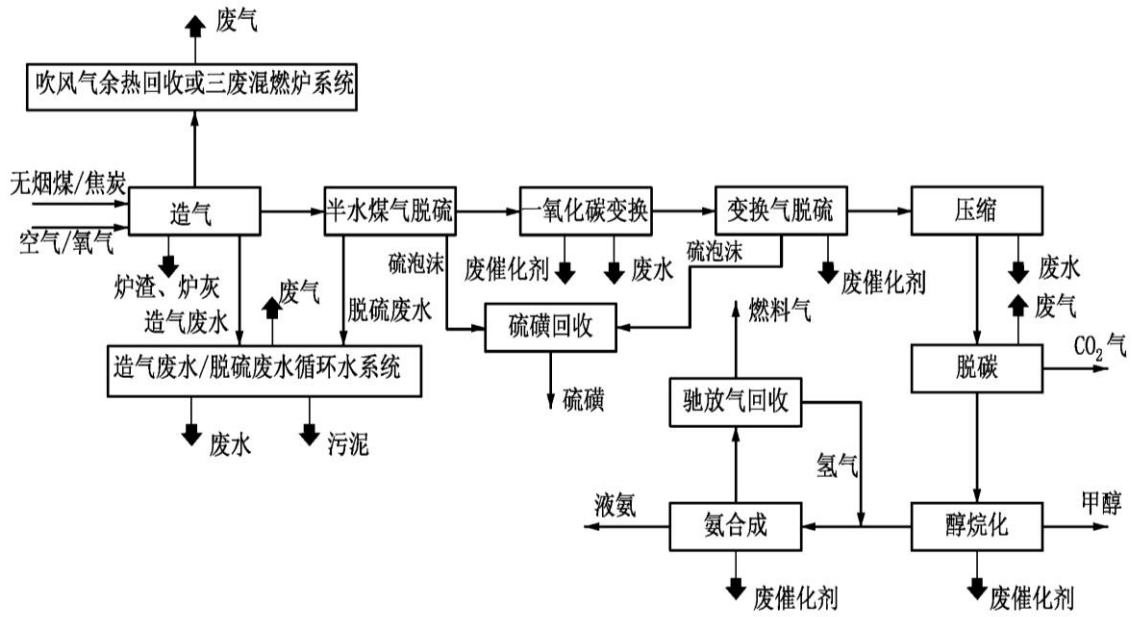 废气
吹风气余热回收或三废混燃炉系统
无烟煤/焦炭
空气/氧气
造气
半水煤气脱硫
一氧化碳变换
变换气脱硫
压缩
炉渣、炉灰
造气废水
废气
脱硫废水
硫泡沫
废催化剂
废水
硫泡沫
废催化剂
废水
废气
硫磺回收
燃料气
造气废水/脱硫废水循环水系统
脱碳
CO₂气
硫磺
驰放气回收
废水
污泥
氢气
液氨
氨合成
醇烷化
甲醇
废催化剂
废催化剂